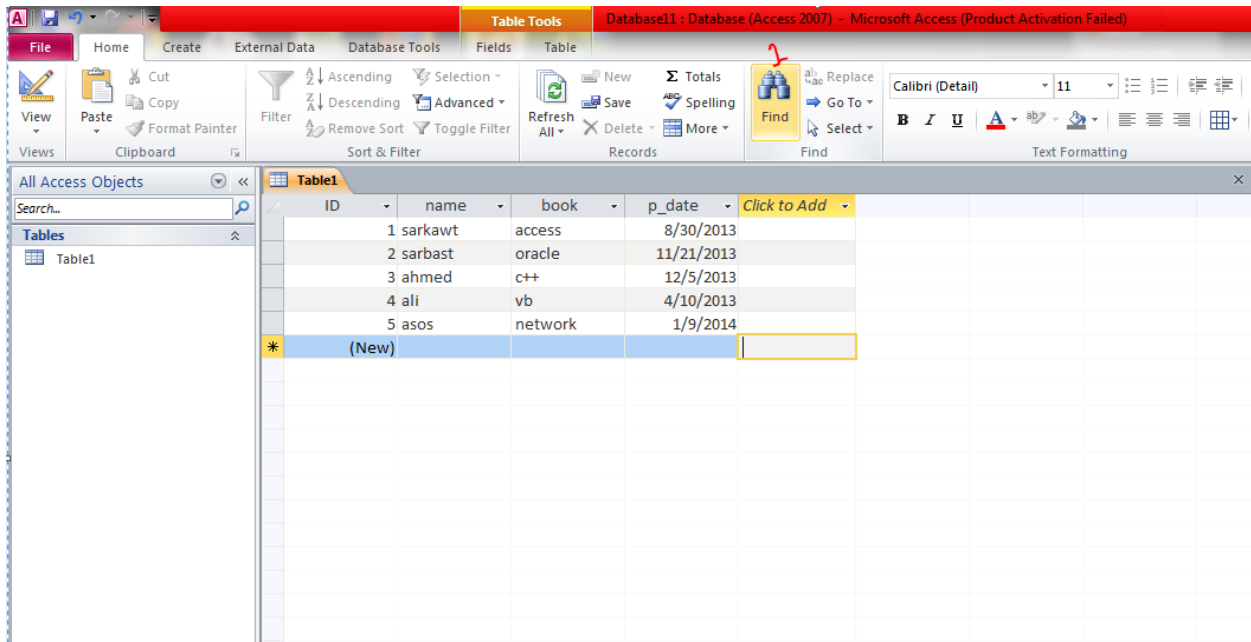 Table Tools Database11 : Database (Access 2007) - Microsoft Access (Product Activation Failed)
File Home Create External Data Database Tools Fields Table
View
Views
Paste
Cut
Copy
Format Painter
Clipboard
Filter
Ascending
Descending
Remove Sort
Selection
Advanced
Toggle Filter
Sort & Filter
Refresh
All
New
Save
Delete
Σ Totals
ABC Spelling
More
Records
Find
Replace
Go To
Select
Find
Calibri (Detail) 11
B I U A
Text Formatting
All Access Objects
Search...
Tables
Table1
Table1
ID name book p_date Click to Add
1 sarkawt access 8/30/2013
2 sarbast oracle 11/21/2013
3 ahmed c++ 12/5/2013
4 ali vb 4/10/2013
5 asos network 1/9/2014
(New)